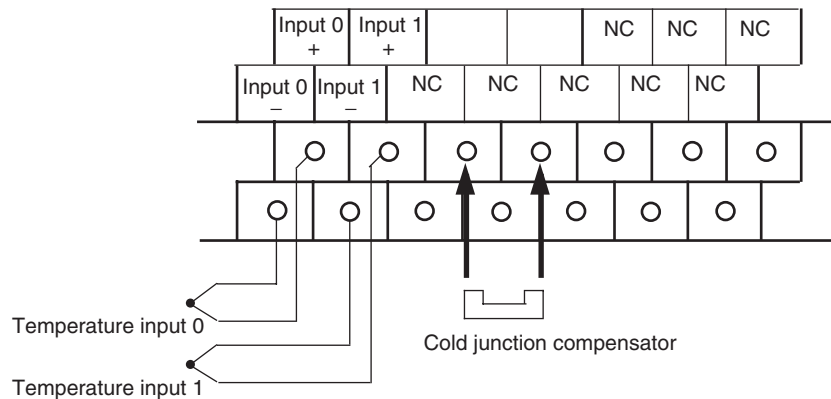 Input 0 Input 1 NC NC NC
+ +
Input 0 Input 1 NC NC NC NC NC
– –
Temperature input 0
Cold junction compensator
Temperature input 1